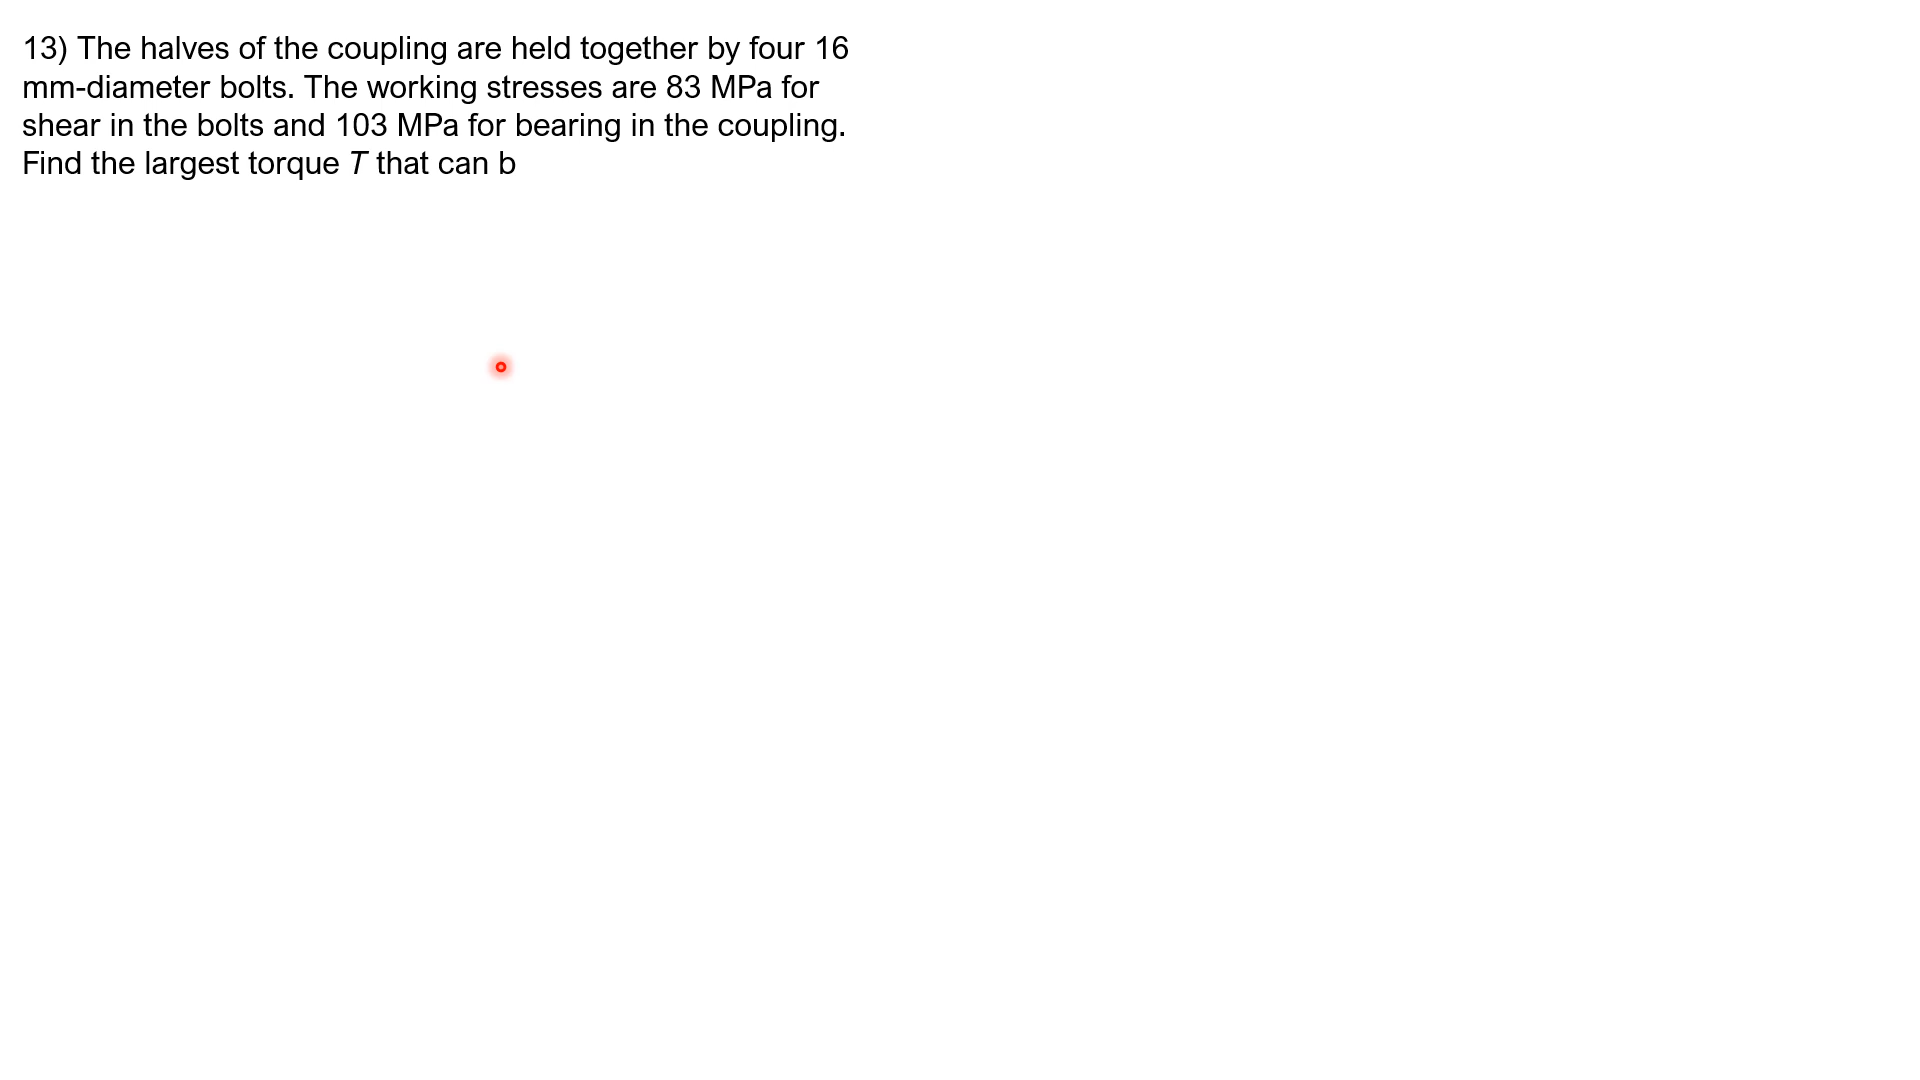 13) The halves of the coupling are held together by four 16
mm-diameter bolts. The working stresses are 83 MPa for
shear in the bolts and 103 MPa for bearing in the coupling.
Find the largest torque T that can b